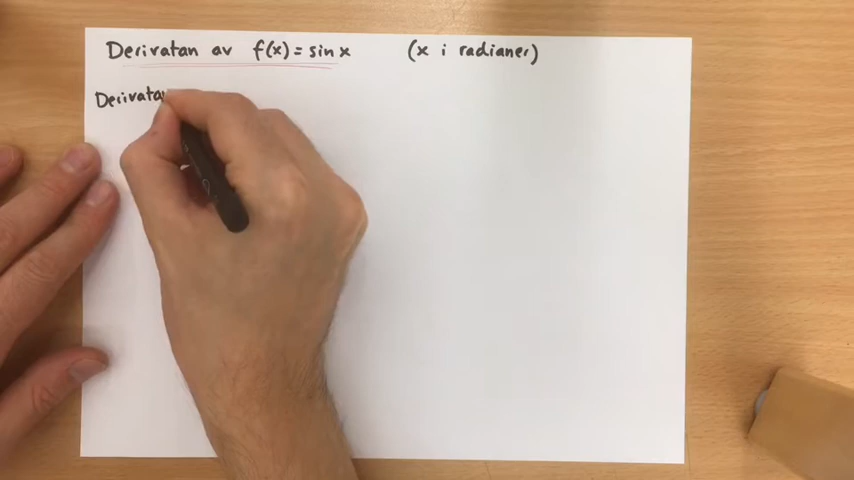 Derivatan av f(x) = sin x (x i radianer)
Derivatan